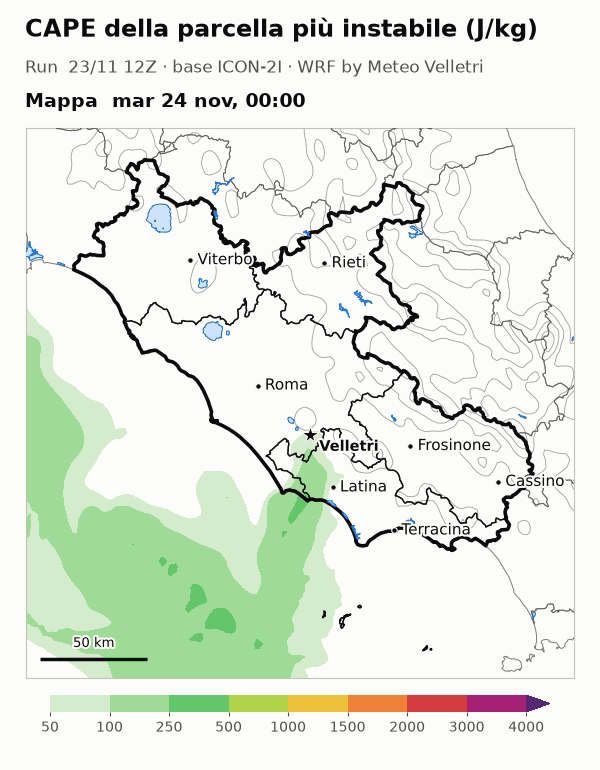 CAPE della parcella più instabile (J/kg)
Run  23/11 12Z · base ICON-2I · WRF by Meteo Velletri
Mappa  mar 24 nov, 00:00
Viterbo
Rieti
Roma
Velletri
Frosinone
Latina
Cassino
Terracina
50 km
50 100 250 500 1000 1500 2000 3000 4000